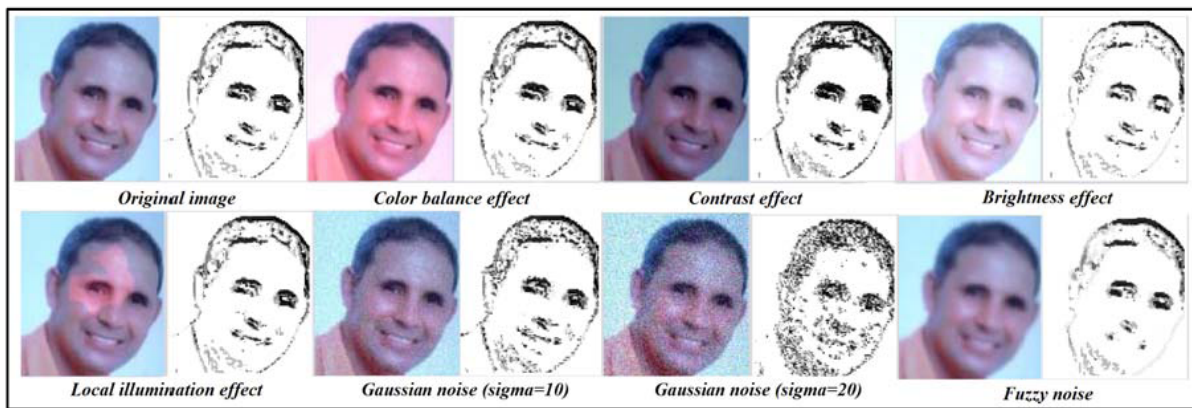 Original image
Color balance effect
Contrast effect
Brightness effect
Local illumination effect
Gaussian noise (sigma=10)
Gaussian noise (sigma=20)
Fuzzy noise